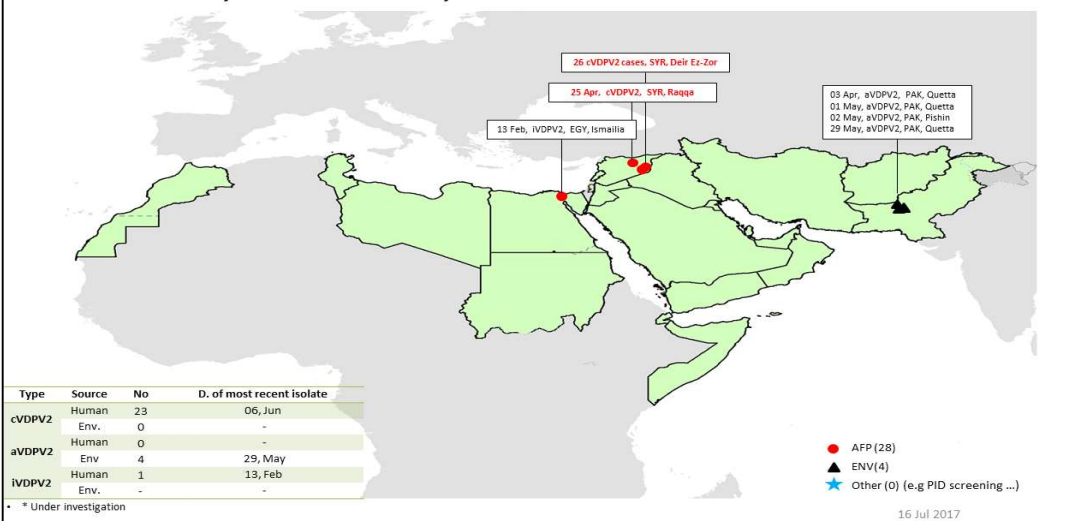 26 cVDPV2 cases, SYR, Deir Ez-Zor
25 Apr, cVDPV2, SYR, Raqqa
13 Feb, iVDPV2, EGY, Ismailia
03 Apr, aVDPV2, PAK, Quetta
01 May, aVDPV2, PAK, Quetta
02 May, aVDPV2, PAK, Pishin
29 May, aVDPV2, PAK, Quetta
Type Source No D. of most recent isolate
cVDPV2 Human 23 06, Jun
Env. 0 -
aVDPV2 Human 0 -
Env 4 29, May
iVDPV2 Human 1 13, Feb
Env. - -
• * Under investigation
AFP (28)
ENV(4)
Other (0) (e.g PID screening ...)
16 Jul 2017